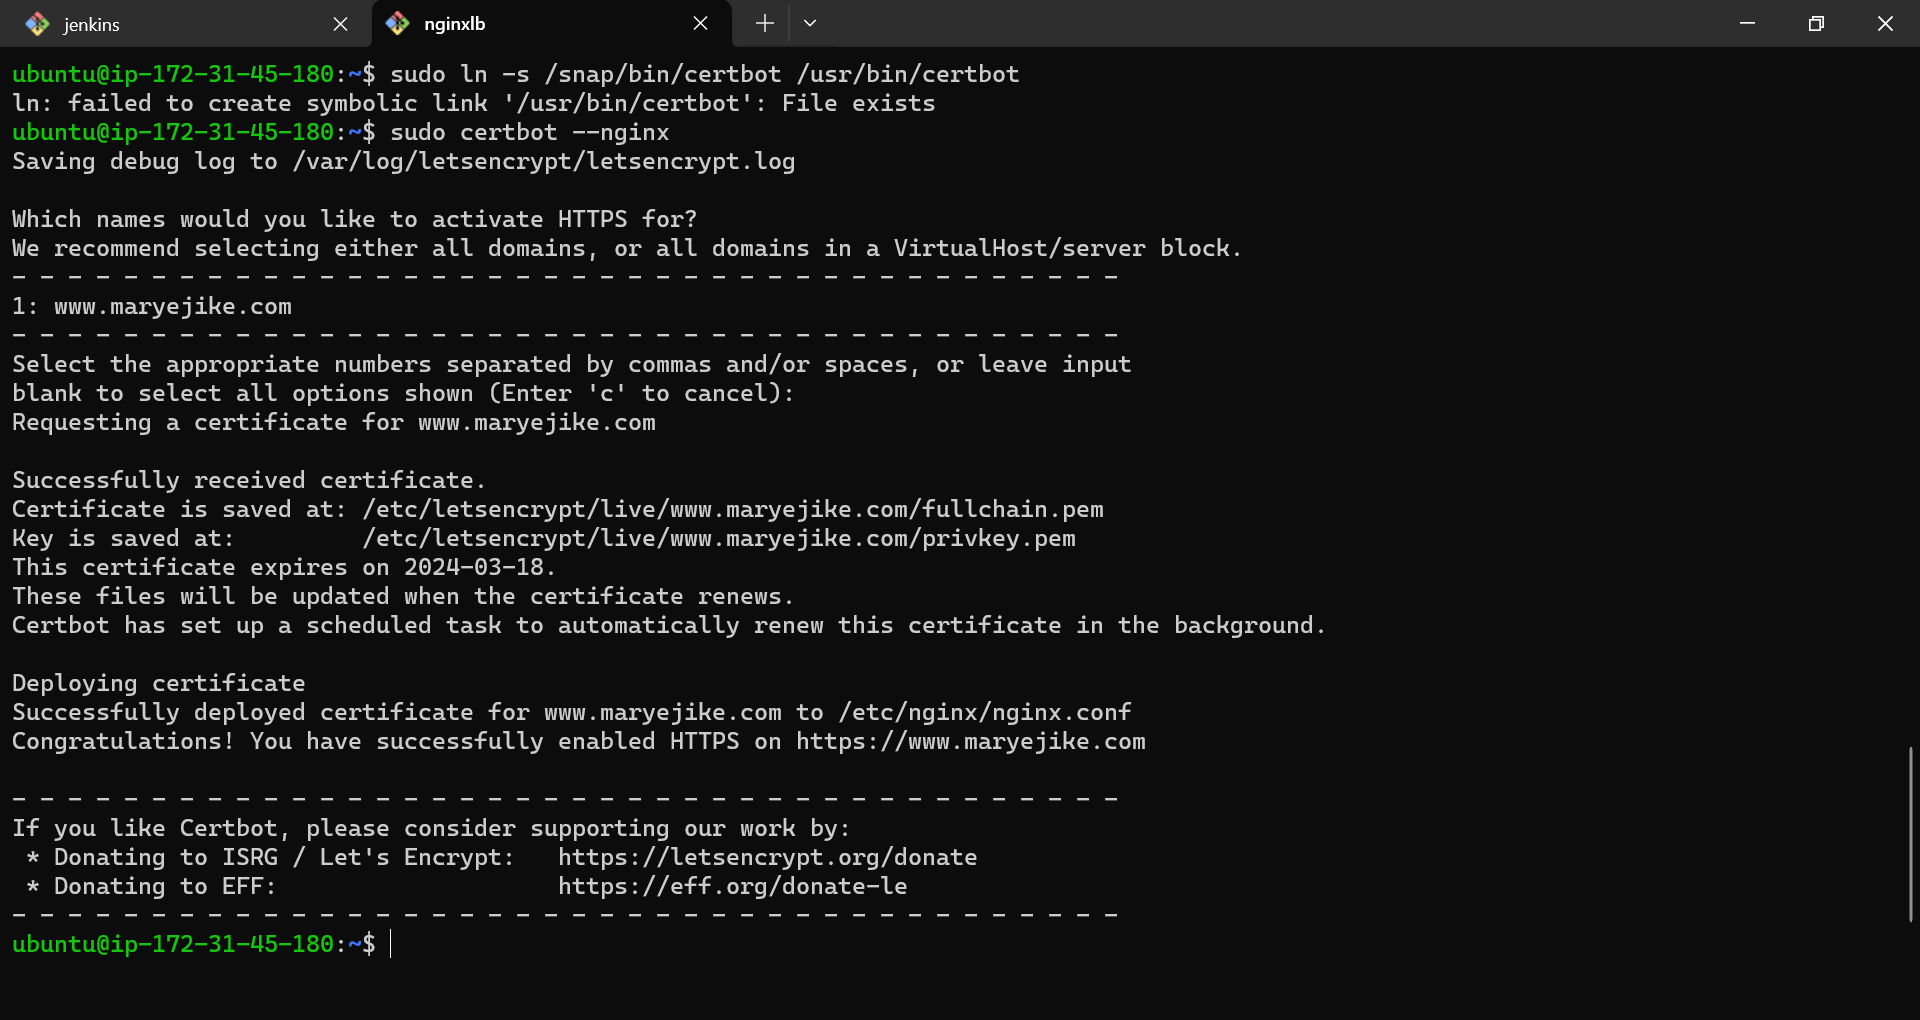 jenkins
nginxlb
ubuntu@ip-172-31-45-180:~$ sudo ln -s /snap/bin/certbot /usr/bin/certbot
ln: failed to create symbolic link '/usr/bin/certbot': File exists
ubuntu@ip-172-31-45-180:~$ sudo certbot --nginx
Saving debug log to /var/log/letsencrypt/letsencrypt.log
Which names would you like to activate HTTPS for?
We recommend selecting either all domains, or all domains in a VirtualHost/server block.
- - - - - - - - - - - - - - - - - - - - - - - - - - - - - - - - - - - - - - - -
1: www.maryejike.com
- - - - - - - - - - - - - - - - - - - - - - - - - - - - - - - - - - - - - - - -
Select the appropriate numbers separated by commas and/or spaces, or leave input
blank to select all options shown (Enter 'c' to cancel):
Requesting a certificate for www.maryejike.com
Successfully received certificate.
Certificate is saved at: /etc/letsencrypt/live/www.maryejike.com/fullchain.pem
Key is saved at:         /etc/letsencrypt/live/www.maryejike.com/privkey.pem
This certificate expires on 2024-03-18.
These files will be updated when the certificate renews.
Certbot has set up a scheduled task to automatically renew this certificate in the background.
Deploying certificate
Successfully deployed certificate for www.maryejike.com to /etc/nginx/nginx.conf
Congratulations! You have successfully enabled HTTPS on https://www.maryejike.com
- - - - - - - - - - - - - - - - - - - - - - - - - - - - - - - - - - - - - - - -
If you like Certbot, please consider supporting our work by:
 * Donating to ISRG / Let's Encrypt:   https://letsencrypt.org/donate
 * Donating to EFF:                    https://eff.org/donate-le
- - - - - - - - - - - - - - - - - - - - - - - - - - - - - - - - - - - - - - - -
ubuntu@ip-172-31-45-180:~$